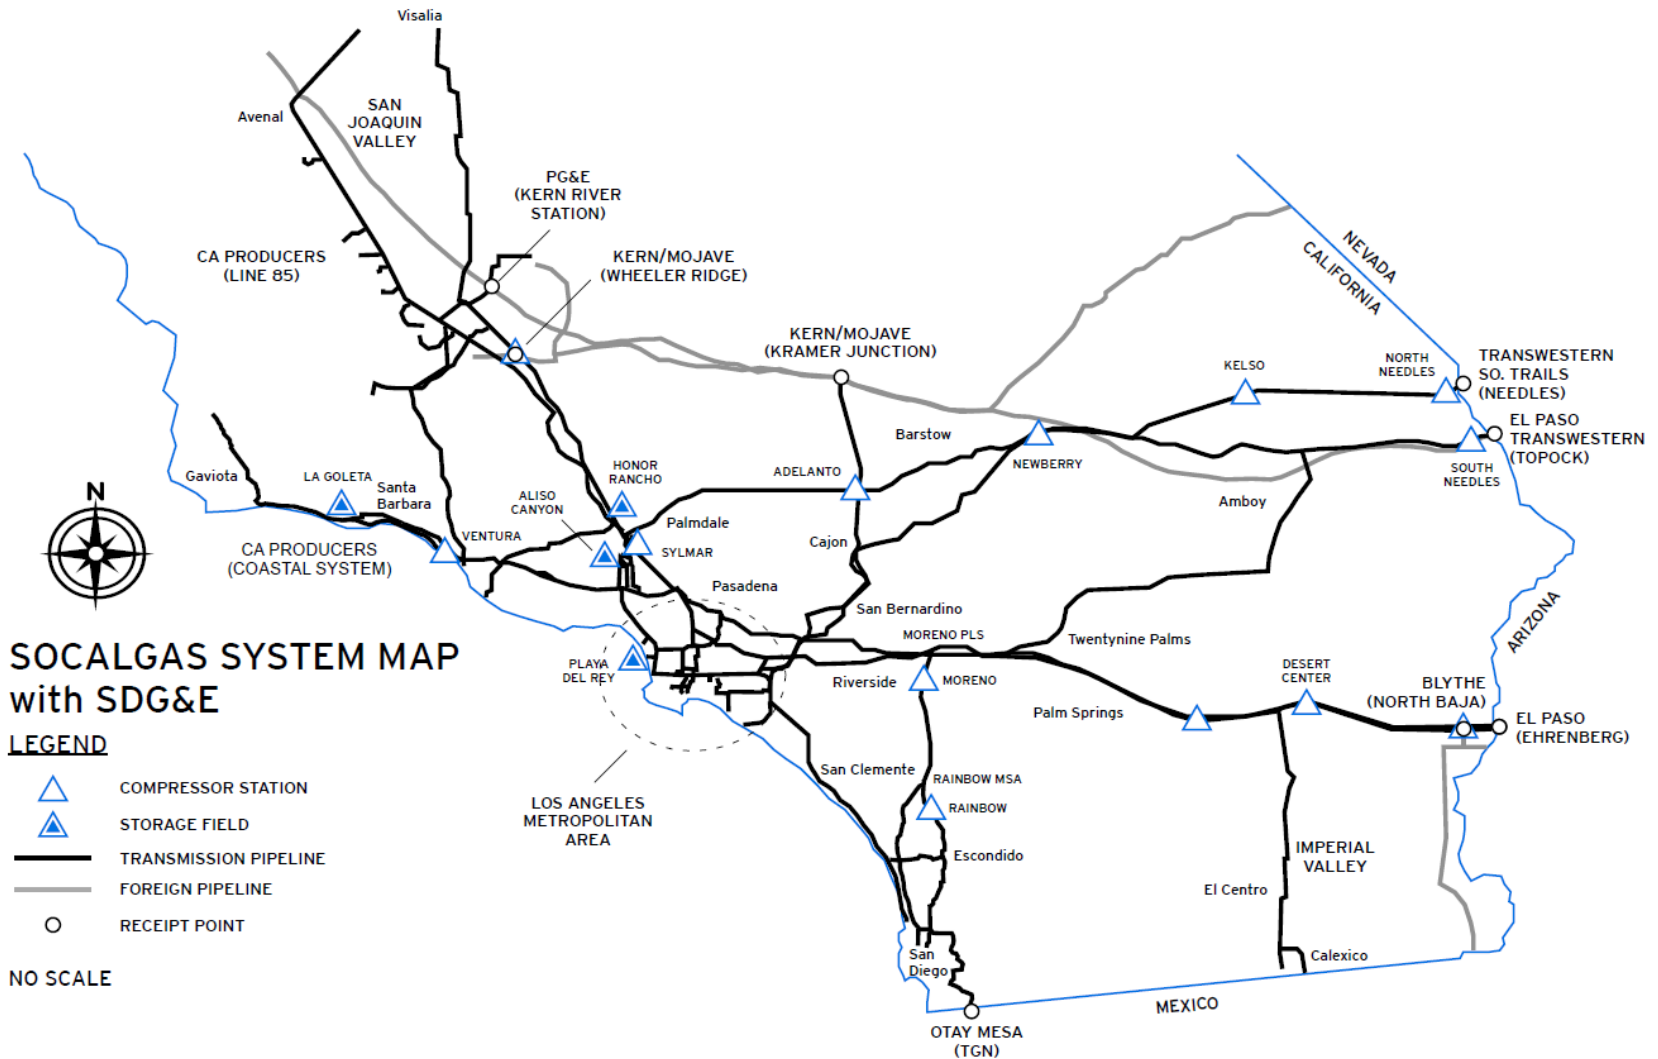 Visalia
Avenal
SAN
JOAQUIN
VALLEY
PG&E
(KERN RIVER
STATION)
CA PRODUCERS
(LINE 85)
KERN/MOJAVE
(WHEELER RIDGE)
NEVADA
CALIFORNIA
KERN/MOJAVE
(KRAMER JUNCTION)
KELSO
NORTH
NEEDLES
TRANSWESTERN
SO. TRAILS
(NEEDLES)
EL PASO
TRANSWESTERN
(TOPOCK)
Barstow
NEWBERRY
SOUTH
NEEDLES
Gaviota
LA GOLETA
Santa
Barbara
HONOR
RANCHO
ADELANTO
ALISO
CANYON
Amboy
N
Palmdale
VENTURA
CA PRODUCERS
(COASTAL SYSTEM)
SYLMAR
Cajon
Pasadena
San Bernardino
MORENO PLS
Twentynine Palms
ARIZONA
SOCALGAS SYSTEM MAP
with SDG&E
PLAYA
DEL REY
Riverside
MORENO
DESERT
CENTER
BLYTHE
(NORTH BAJA)
Palm Springs
EL PASO
(EHRENBERG)
LEGEND
COMPRESSOR STATION
STORAGE FIELD
TRANSMISSION PIPELINE
FOREIGN PIPELINE
RECEIPT POINT
NO SCALE
San Clemente
RAINBOW MSA
RAINBOW
LOS ANGELES
METROPOLITAN
AREA
Escondido
IMPERIAL
VALLEY
El Centro
San
Diego
Calexico
MEXICO
OTAY MESA
(TGN)